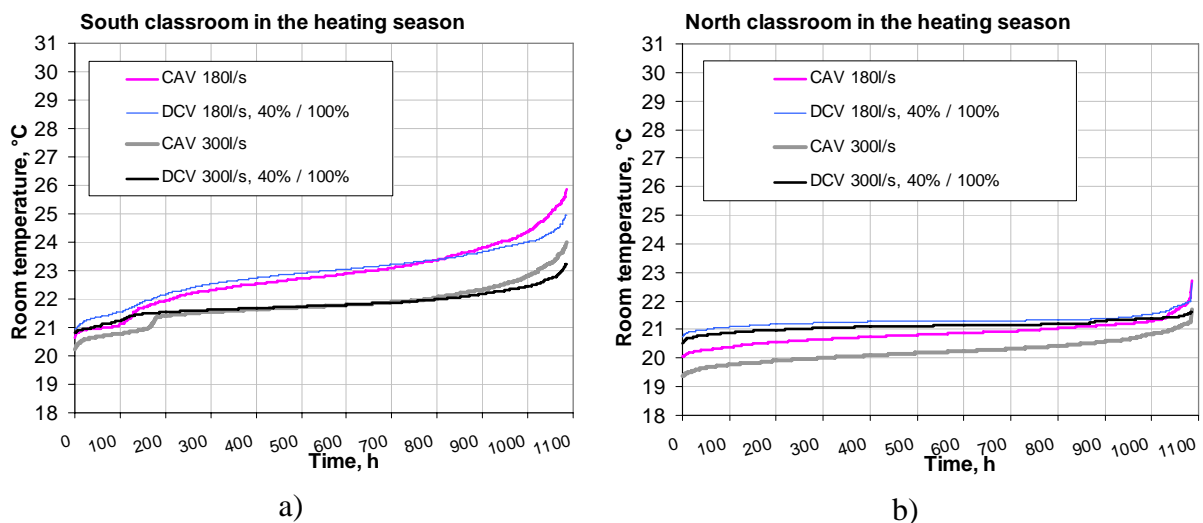 South classroom in the heating season
31
30
29
28
27
26
25
24
23
22
21
20
19
18
Room temperature, °C
CAV 180l/s
DCV 180l/s, 40% / 100%
CAV 300l/s
DCV 300l/s, 40% / 100%
0 100 200 300 400 500 600 700 800 900 1000 1100
Time, h
a)
North classroom in the heating season
31
30
29
28
27
26
25
24
23
22
21
20
19
18
Room temperature, °C
CAV 180l/s
DCV 180l/s, 40% / 100%
CAV 300l/s
DCV 300l/s, 40% / 100%
0 100 200 300 400 500 600 700 800 900 1000 1100
Time, h
b)